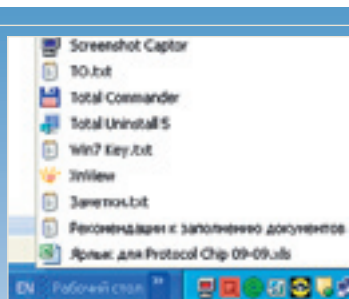 Screenshot Captor
TO.txt
Total Commander
Total Uninstall 5
Win7 Key.txt
XnView
Заметки.txt
Рекомендации к заполнению документов
Ярлык для Protocol Chip 09-09.xls
EN Рабочий стол